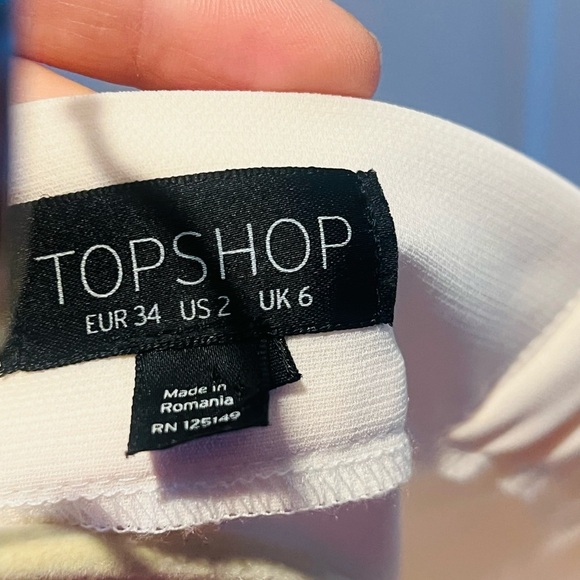 TOPSHOP
EUR 34 US 2 UK 6
Made in
Romania
RN 125149